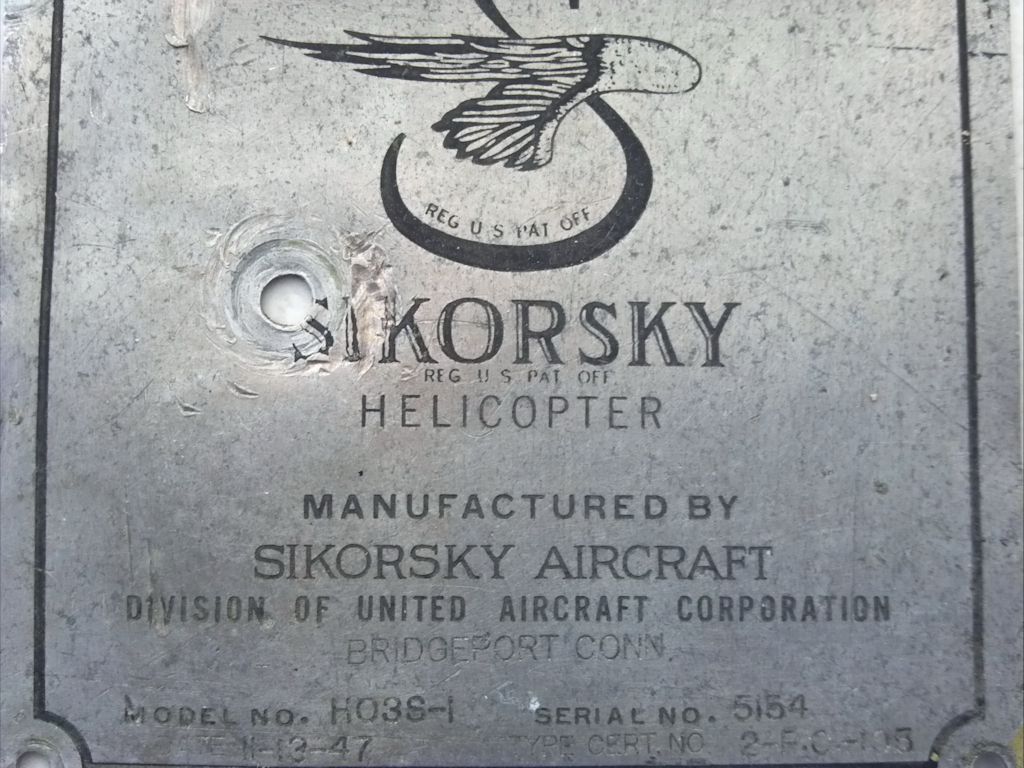 REG U S PAT OFF
SIKORSKY
REG U S PAT OFF
HELICOPTER
MANUFACTURED BY
SIKORSKY AIRCRAFT
DIVISION OF UNITED AIRCRAFT CORPORATION
BRIDGEPORT CONN.
MODEL NO. HO3S-1 SERIAL NO. 5154
DATE 11-13-47 TYPE CERT. NO